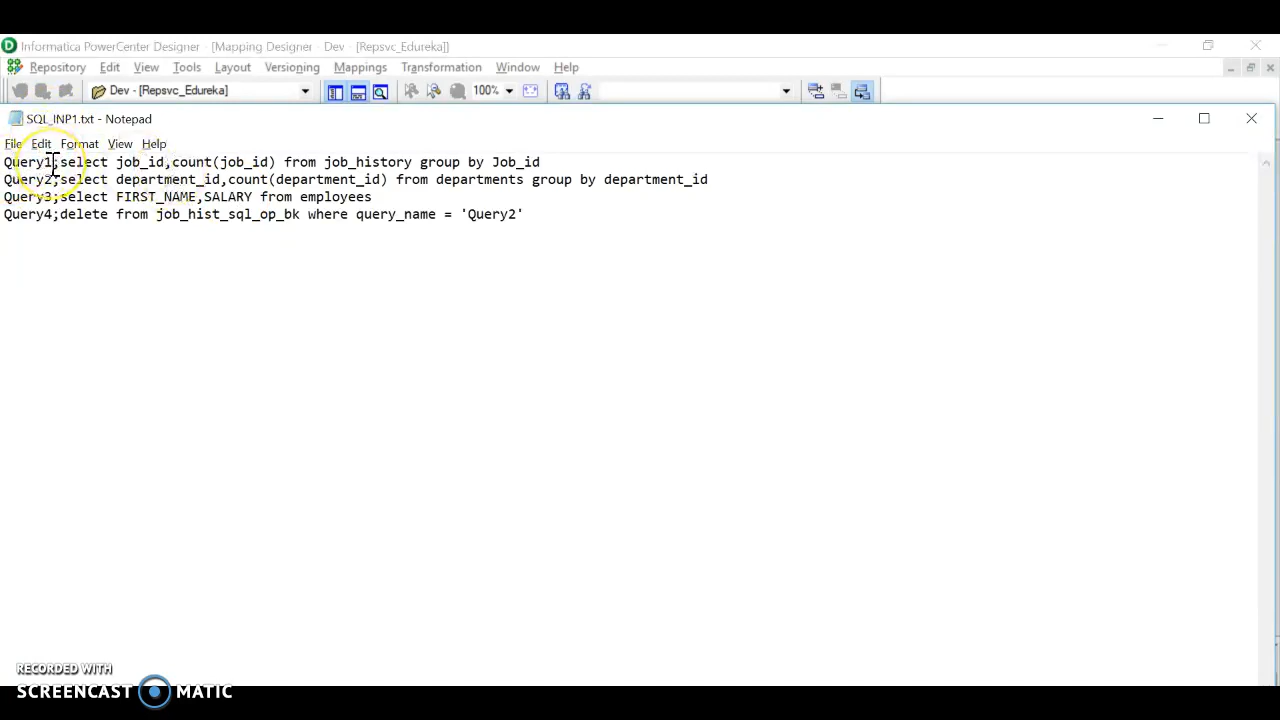 Informatica PowerCenter Designer - [Mapping Designer - Dev - [Repsvc_Edureka]]
Repository Edit View Tools Layout Versioning Mappings Transformation Window Help
Dev - [Repsvc_Edureka] 100%
SQL_INP1.txt - Notepad
File Edit Format View Help
Query1;select job_id,count(job_id) from job_history group by Job_id
Query2;select department_id,count(department_id) from departments group by department_id
Query3;select FIRST_NAME,SALARY from employees
Query4;delete from job_hist_sql_op_bk where query_name = 'Query2'
RECORDED WITH
SCREENCAST MATIC